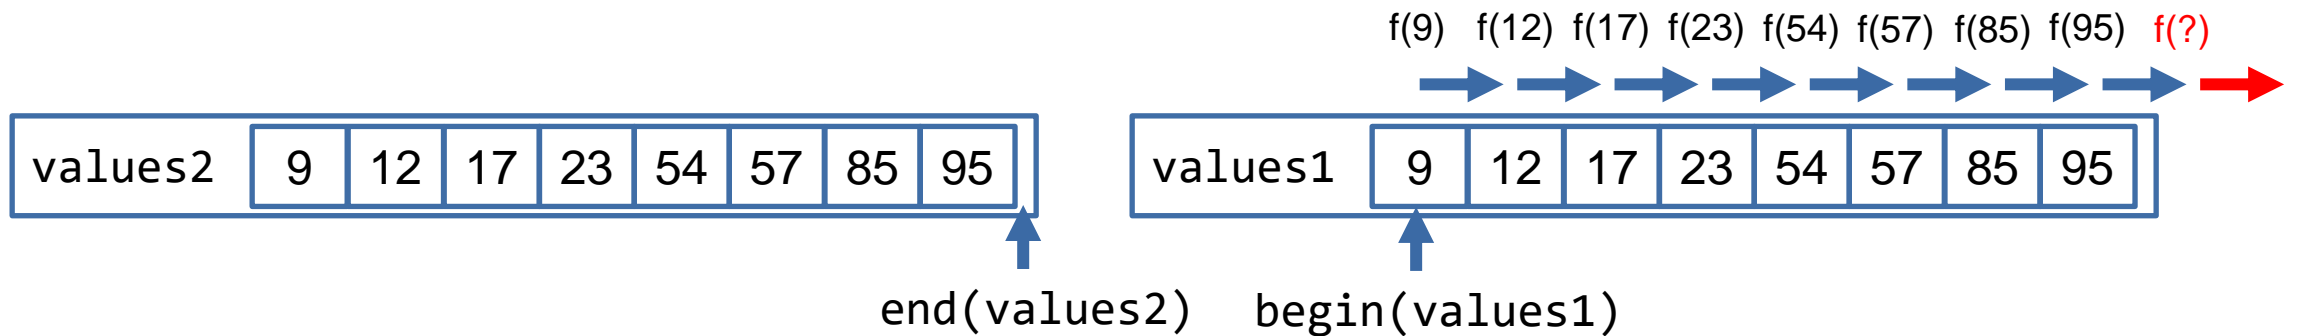 f(9) f(12) f(17) f(23) f(54) f(57) f(85) f(95) f(?)
values2 9 12 17 23 54 57 85 95
values1 9 12 17 23 54 57 85 95
end(values2) begin(values1)